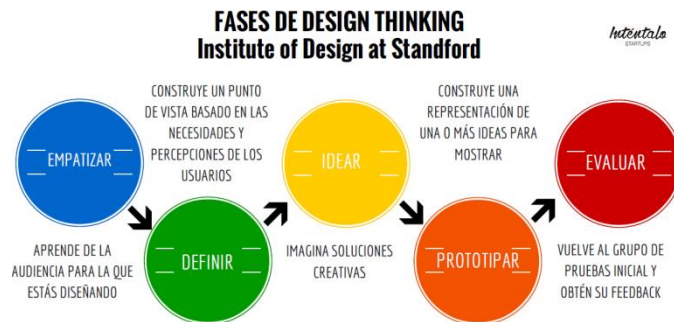 FASES DE DESIGN THINKING
Institute of Design at Standford
Inténtalo
STARTUPS
EMPATIZAR
APRENDE DE LA
AUDIENCIA PARA LA QUE
ESTÁS DISEÑANDO
CONSTRUYE UN PUNTO
DE VISTA BASADO EN LAS
NECESIDADES Y
PERCEPCIONES DE LOS
USUARIOS
DEFINIR
IDEAR
IMAGINA SOLUCIONES
CREATIVAS
CONSTRUYE UNA
REPRESENTACIÓN DE
UNA O MÁS IDEAS PARA
MOSTRAR
PROTOTIPAR
EVALUAR
VUELVE AL GRUPO DE
PRUEBAS INICIAL Y
OBTÉN SU FEEDBACK